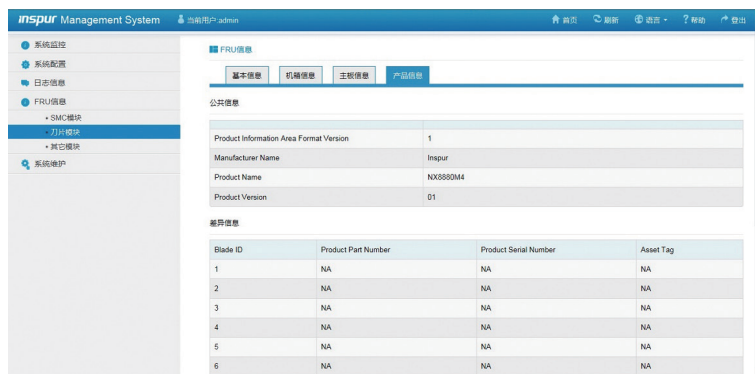 inspur Management System 当前用户:admin 首页 刷新 语言 帮助 登出
系统监控
系统配置
日志信息
FRU信息
SMC模块
刀片模块
其它模块
系统维护
FRU信息
基本信息 机箱信息 主板信息 产品信息
公共信息
Product Information Area Format Version 1
Manufacturer Name Inspur
Product Name NX8880M4
Product Version 01
差异信息
Blade ID Product Part Number Product Serial Number Asset Tag
1 NA NA NA
2 NA NA NA
3 NA NA NA
4 NA NA NA
5 NA NA NA
6 NA NA NA